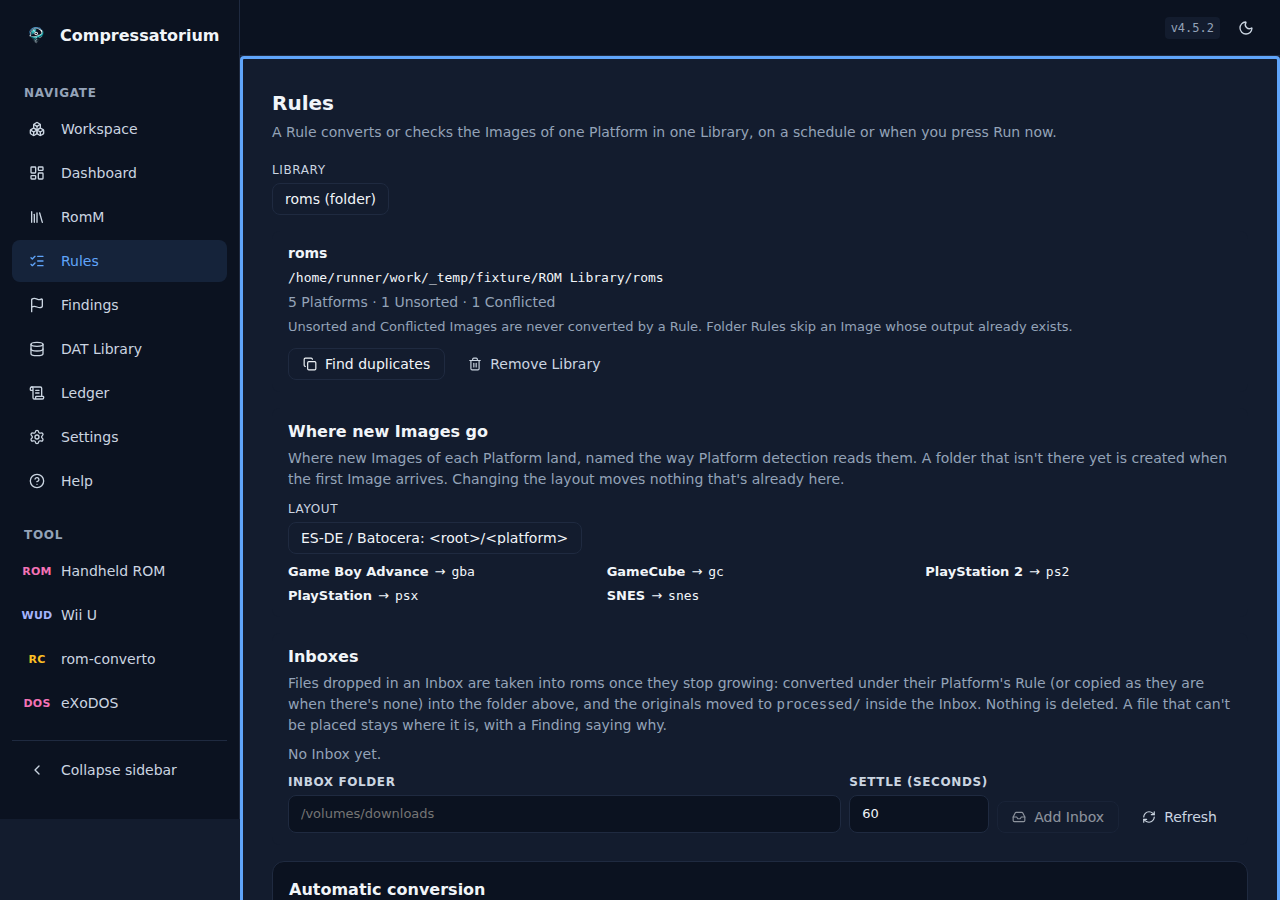 Compressatorium
v4.5.2
NAVIGATE
Workspace
Dashboard
RomM
Rules
Findings
DAT Library
Ledger
Settings
Help
TOOL
ROM Handheld ROM
WUD Wii U
RC rom-converto
DOS eXoDOS
Collapse sidebar
Rules
A Rule converts or checks the Images of one Platform in one Library, on a schedule or when you press Run now.
LIBRARY
roms (folder)
roms
/home/runner/work/_temp/fixture/ROM Library/roms
5 Platforms · 1 Unsorted · 1 Conflicted
Unsorted and Conflicted Images are never converted by a Rule. Folder Rules skip an Image whose output already exists.
Find duplicates
Remove Library
Where new Images go
Where new Images of each Platform land, named the way Platform detection reads them. A folder that isn't there yet is created when
the first Image arrives. Changing the layout moves nothing that's already here.
LAYOUT
ES-DE / Batocera: <root>/<platform>
Game Boy Advance → gba
GameCube → gc
PlayStation 2 → ps2
PlayStation → psx
SNES → snes
Inboxes
Files dropped in an Inbox are taken into roms once they stop growing: converted under their Platform's Rule (or copied as they are
when there's none) into the folder above, and the originals moved to processed/ inside the Inbox. Nothing is deleted. A file that can't
be placed stays where it is, with a Finding saying why.
No Inbox yet.
INBOX FOLDER
SETTLE (SECONDS)
/volumes/downloads
60
Add Inbox
Refresh
Automatic conversion